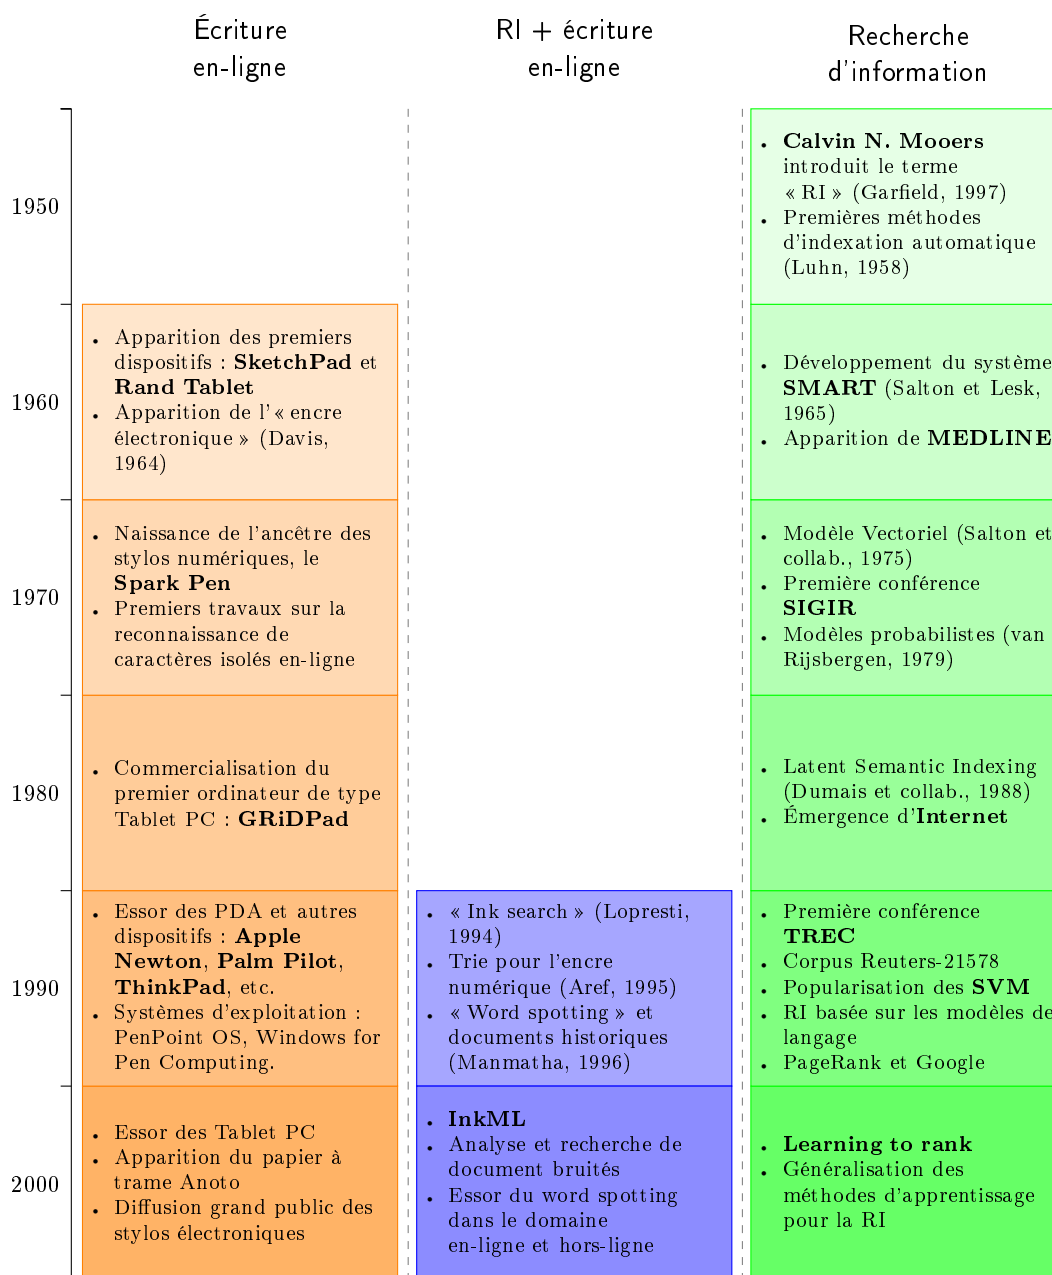 Écriture
en-ligne
RI + écriture
en-ligne
Recherche
d'information
1950
• Calvin N. Mooers
introduit le terme
« RI » (Garfield, 1997)
• Premières méthodes
d'indexation automatique
(Luhn, 1958)
1960
• Apparition des premiers
dispositifs : SketchPad et
Rand Tablet
• Apparition de l'« encre
électronique » (Davis,
1964)
• Développement du système
SMART (Salton et Lesk,
1965)
• Apparition de MEDLINE
1970
• Naissance de l'ancêtre des
stylos numériques, le
Spark Pen
• Premiers travaux sur la
reconnaissance de
caractères isolés en-ligne
• Modèle Vectoriel (Salton et
collab., 1975)
• Première conférence
SIGIR
• Modèles probabilistes (van
Rijsbergen, 1979)
1980
• Commercialisation du
premier ordinateur de type
Tablet PC : GRiDPad
• Latent Semantic Indexing
(Dumais et collab., 1988)
• Émergence d'Internet
1990
• Essor des PDA et autres
dispositifs : Apple
Newton, Palm Pilot,
ThinkPad, etc.
• Systèmes d'exploitation :
PenPoint OS, Windows for
Pen Computing.
• « Ink search » (Lopresti,
1994)
• Trie pour l'encre
numérique (Aref, 1995)
• « Word spotting » et
documents historiques
(Manmatha, 1996)
• Première conférence
TREC
• Corpus Reuters-21578
• Popularisation des SVM
• RI basée sur les modèles de
langage
• PageRank et Google
2000
• Essor des Tablet PC
• Apparition du papier à
trame Anoto
• Diffusion grand public des
stylos électroniques
• InkML
• Analyse et recherche de
document bruités
• Essor du word spotting
dans le domaine
en-ligne et hors-ligne
• Learning to rank
• Généralisation des
méthodes d'apprentissage
pour la RI